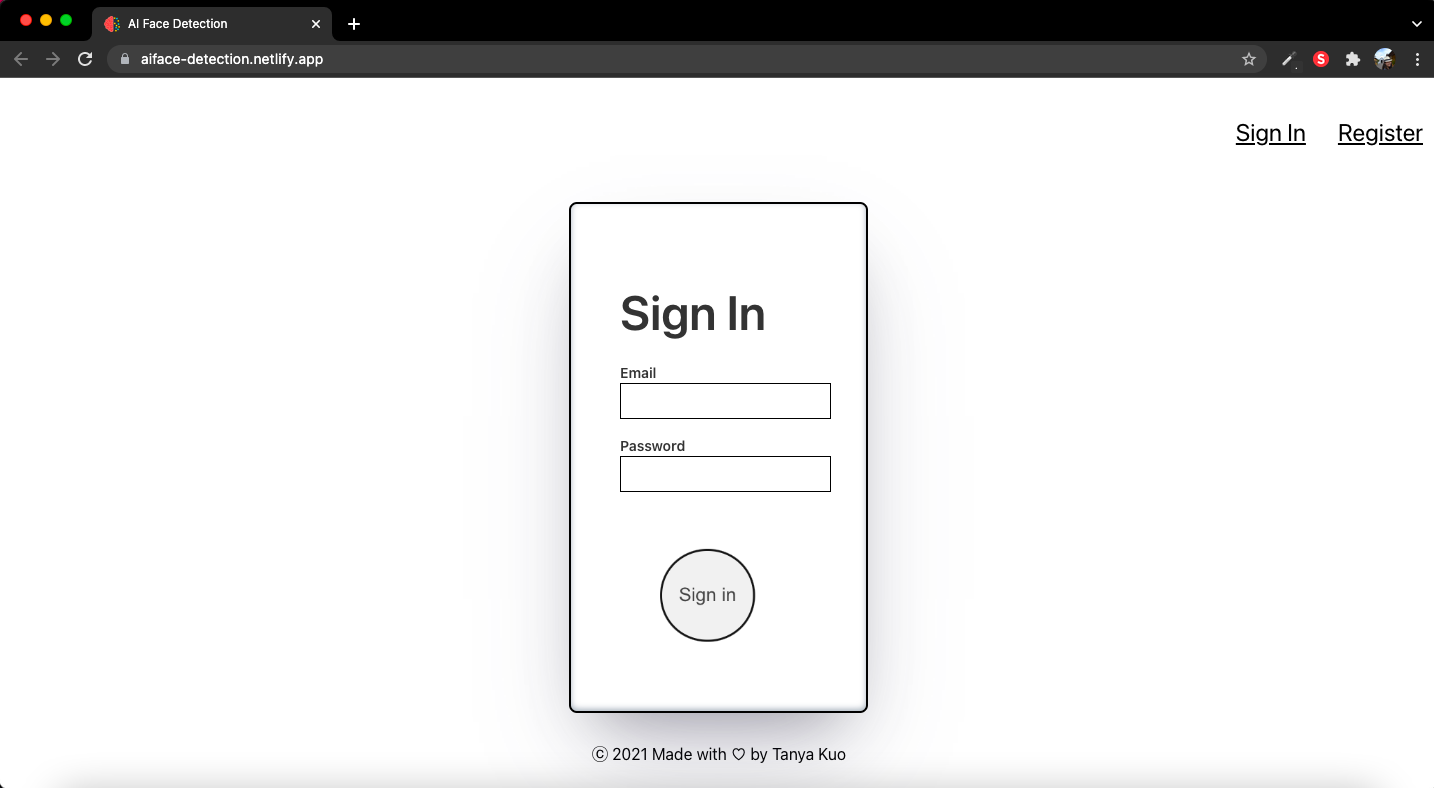 AI Face Detection
aiface-detection.netlify.app
S
Sign In Register
Sign In
Email
Password
Sign in
ⓒ 2021 Made with ♡ by Tanya Kuo